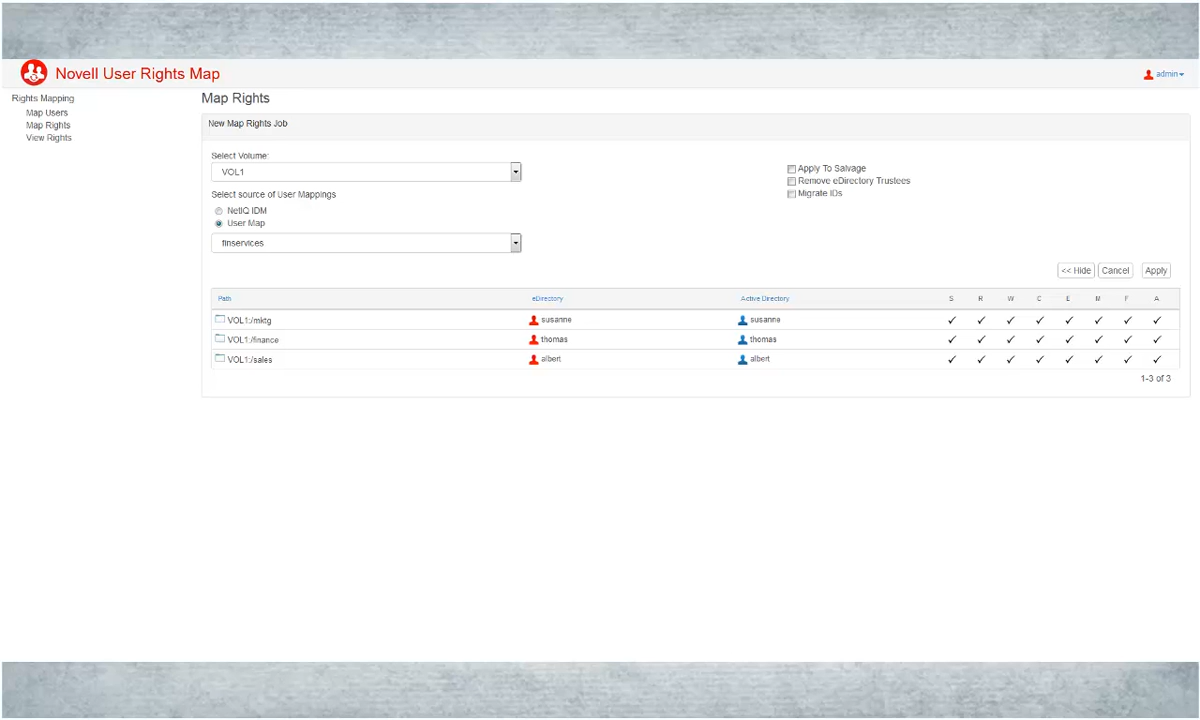 Novell User Rights Map
admin
Rights Mapping
Map Users
Map Rights
View Rights
Map Rights
New Map Rights Job
Select Volume:
VOL1
Apply To Salvage
Remove eDirectory Trustees
Migrate IDs
Select source of User Mappings
NetIQ IDM
User Map
finservices
<< Hide Cancel Apply
Path eDirectory Active Directory S R W C E M F A
VOL1:/mktg susanne susanne ✓ ✓ ✓ ✓ ✓ ✓ ✓ ✓
VOL1:/finance thomas thomas ✓ ✓ ✓ ✓ ✓ ✓ ✓ ✓
VOL1:/sales albert albert ✓ ✓ ✓ ✓ ✓ ✓ ✓ ✓
1-3 of 3